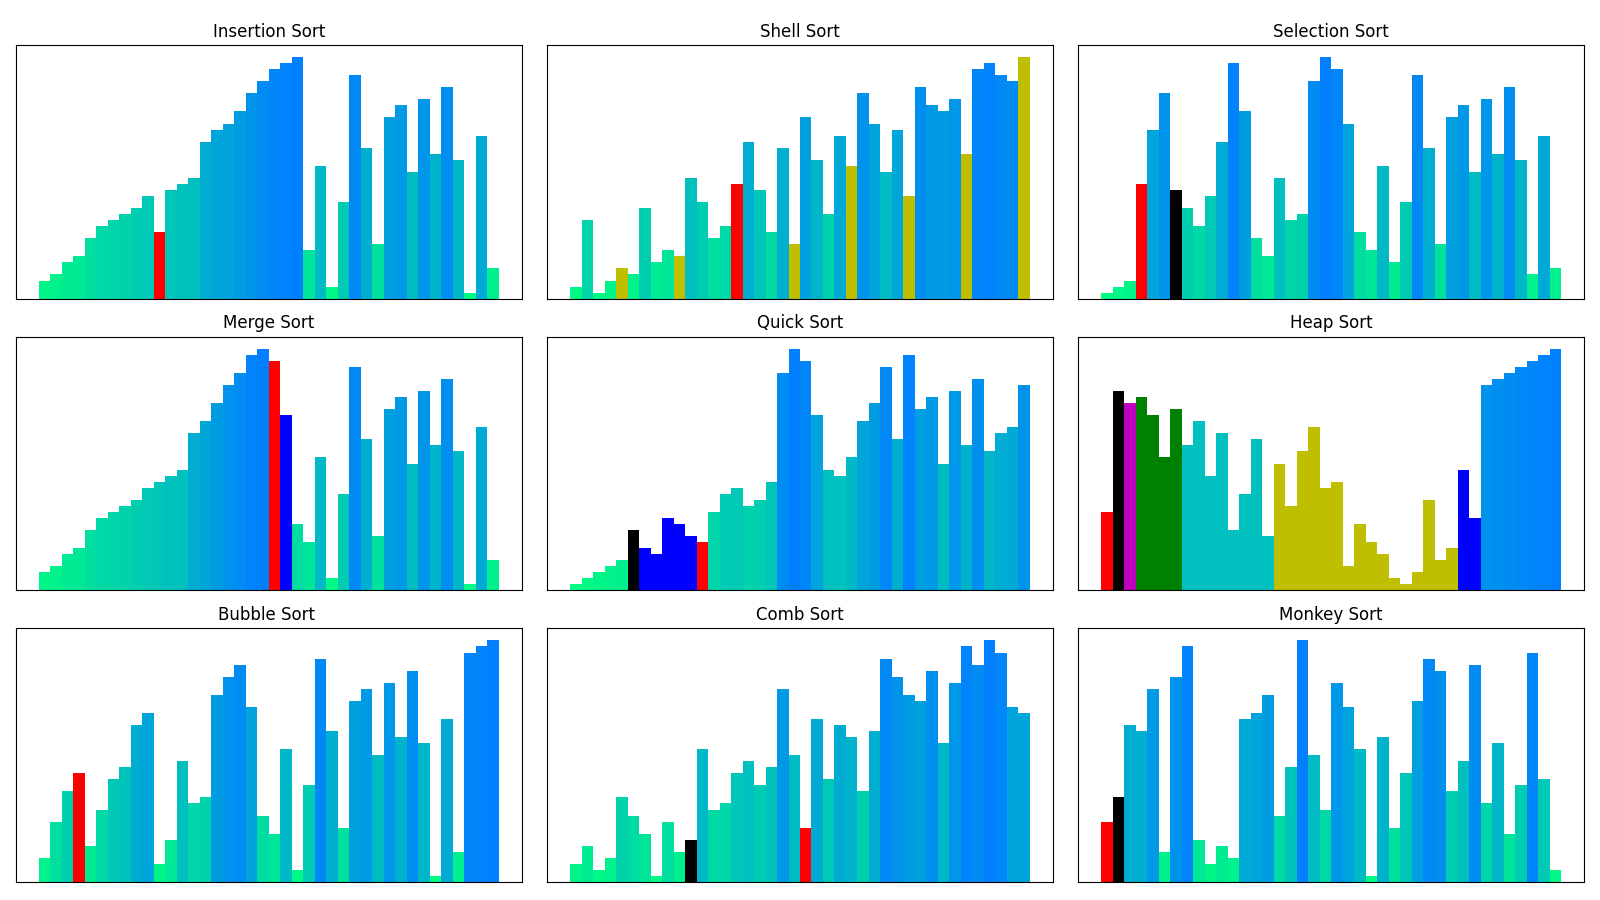 Insertion Sort
Shell Sort
Selection Sort
Merge Sort
Quick Sort
Heap Sort
Bubble Sort
Comb Sort
Monkey Sort